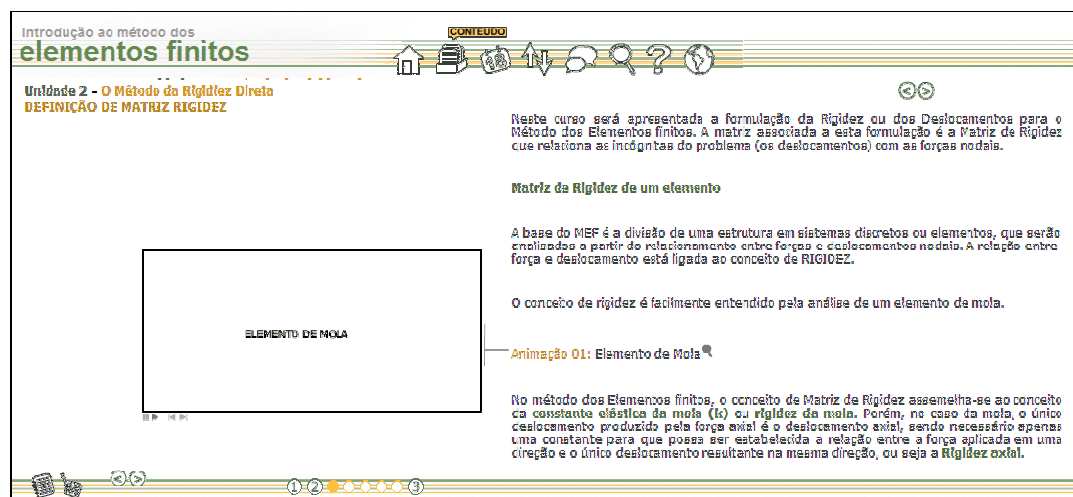 Introdução ao método dos
elementos finitos
CONTEUDO
18
Unidade 2 - O Método da Rigidiez Direta
DEFINIÇÃO DE MATRIZ RIGIDEZ
Neste curso será apresentada a formulação da Rigidez ou dos Deslocamentos para o
Método dos Elementos finitos. A matriz associada a esta formulação é a Matriz de Rigidez
que relaciona as incógnitas do problema (os deslocamentos) com as forças nodais.
Matriz de Rigidez de um elemento
A base do MEF é a divisão de uma estrutura em sistemas discretos ou elementos, que serão
analisados a partir do relacionamento entre forças e deslocamentos nodais. A relação entre
força e deslocamento está ligada ao conceito de RIGIDEZ.
O conceito de rigidez é facilmente entendido pela análise de um elemento de mola.
ELEMENTO DE MOLA
Animação 01: Elemento de Mola
No método dos Elementos finitos, o conceito de Matriz de Rigidez assemelha-se ao conceito
da constante elástica da mola (k) ou rigidez da mola. Porém, no caso da mola, o único
deslocamento produzido pela força axial é o deslocamento axial, sendo necessário apenas
uma constante para que possa ser estabelecida a relação entre a força aplicada em uma
direção e o único deslocamento resultante na mesma direção, ou seja a Rigidez axial.
1 2 3